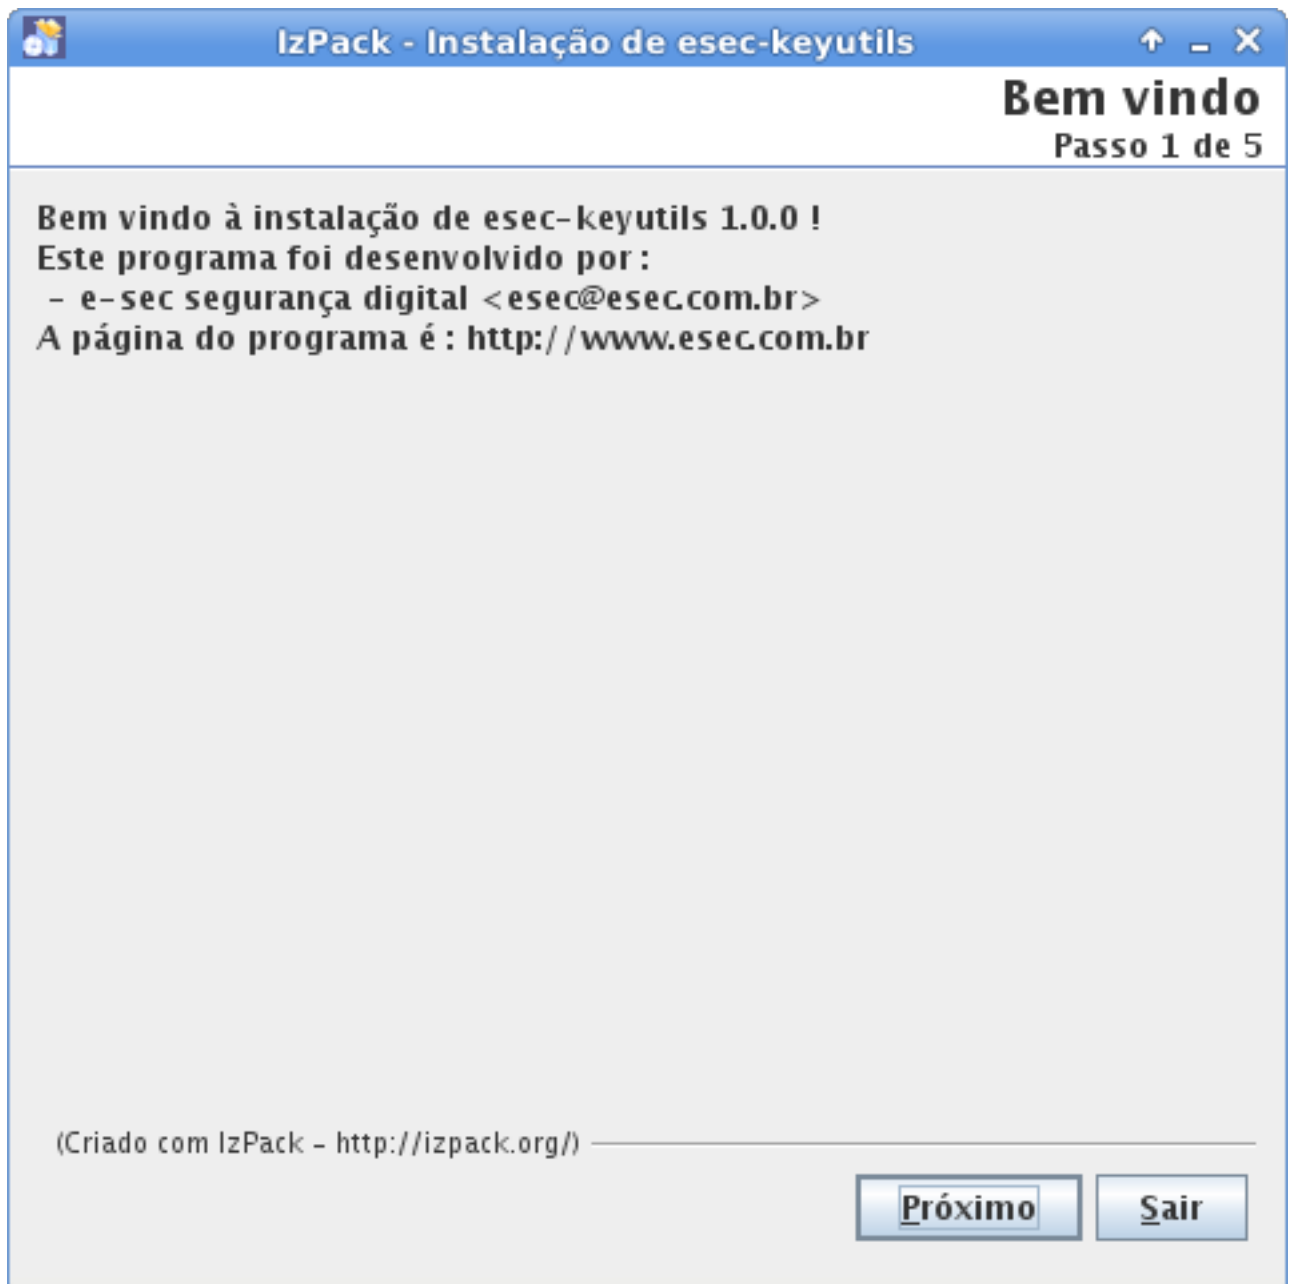 IzPack - Instalação de esec-keyutils
Bem vindo
Passo 1 de 5
Bem vindo à instalação de esec-keyutils 1.0.0 !
Este programa foi desenvolvido por :
- e-sec segurança digital <esec@esec.com.br>
A página do programa é : http://www.esec.com.br
(Criado com IzPack - http://izpack.org/)
Próximo
Sair